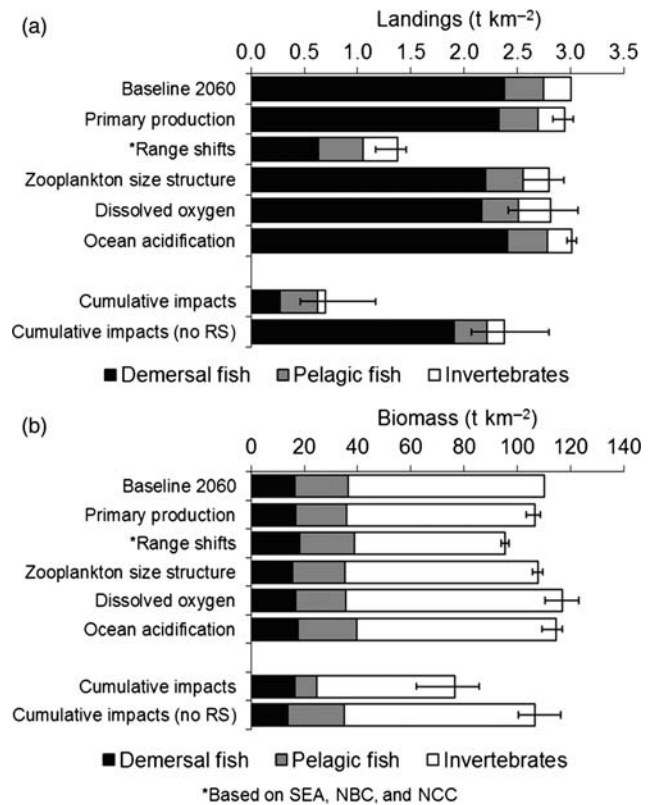 (a)
Landings (t km⁻²)
0.0 0.5 1.0 1.5 2.0 2.5 3.0 3.5
Baseline 2060
Primary production
*Range shifts
Zooplankton size structure
Dissolved oxygen
Ocean acidification
Cumulative impacts
Cumulative impacts (no RS)
Demersal fish Pelagic fish Invertebrates
(b)
Biomass (t km⁻²)
0 20 40 60 80 100 120 140
Baseline 2060
Primary production
*Range shifts
Zooplankton size structure
Dissolved oxygen
Ocean acidification
Cumulative impacts
Cumulative impacts (no RS)
Demersal fish Pelagic fish Invertebrates
*Based on SEA, NBC, and NCC